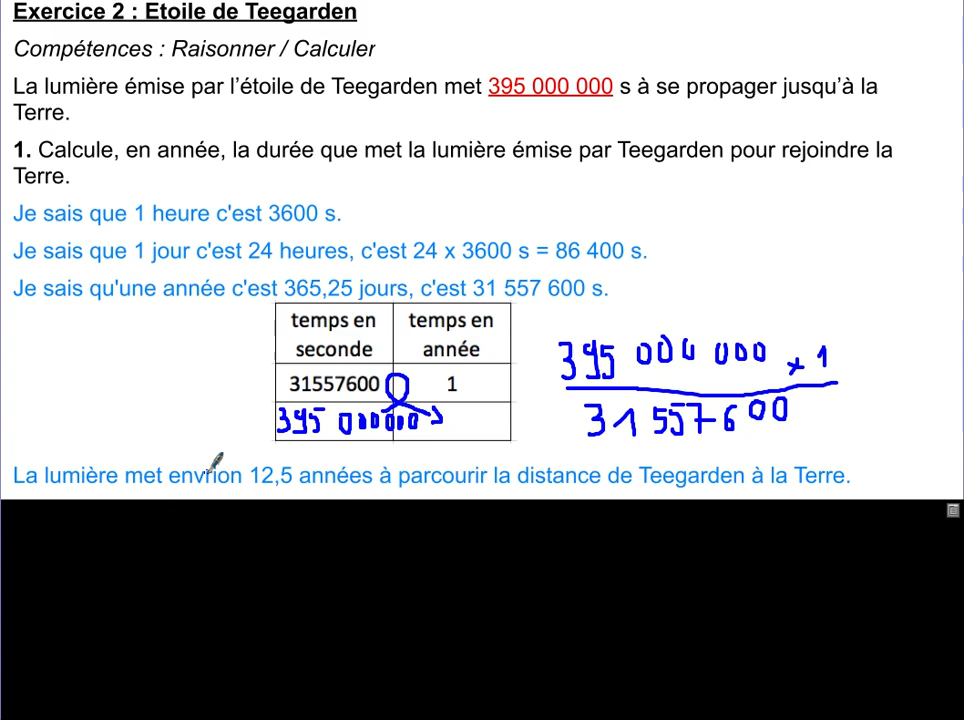 Exercice 2 : Etoile de Teegarden
Compétences : Raisonner / Calculer
La lumière émise par l’étoile de Teegarden met 395 000 000 s à se propager jusqu’à la
Terre.
1. Calcule, en année, la durée que met la lumière émise par Teegarden pour rejoindre la
Terre.
Je sais que 1 heure c'est 3600 s.
Je sais que 1 jour c'est 24 heures, c'est 24 x 3600 s = 86 400 s.
Je sais qu'une année c'est 365,25 jours, c'est 31 557 600 s.
temps en seconde temps en année
31557600 1
395 000000
395 000 000 x 1
31 557 600
La lumière met envrion 12,5 années à parcourir la distance de Teegarden à la Terre.